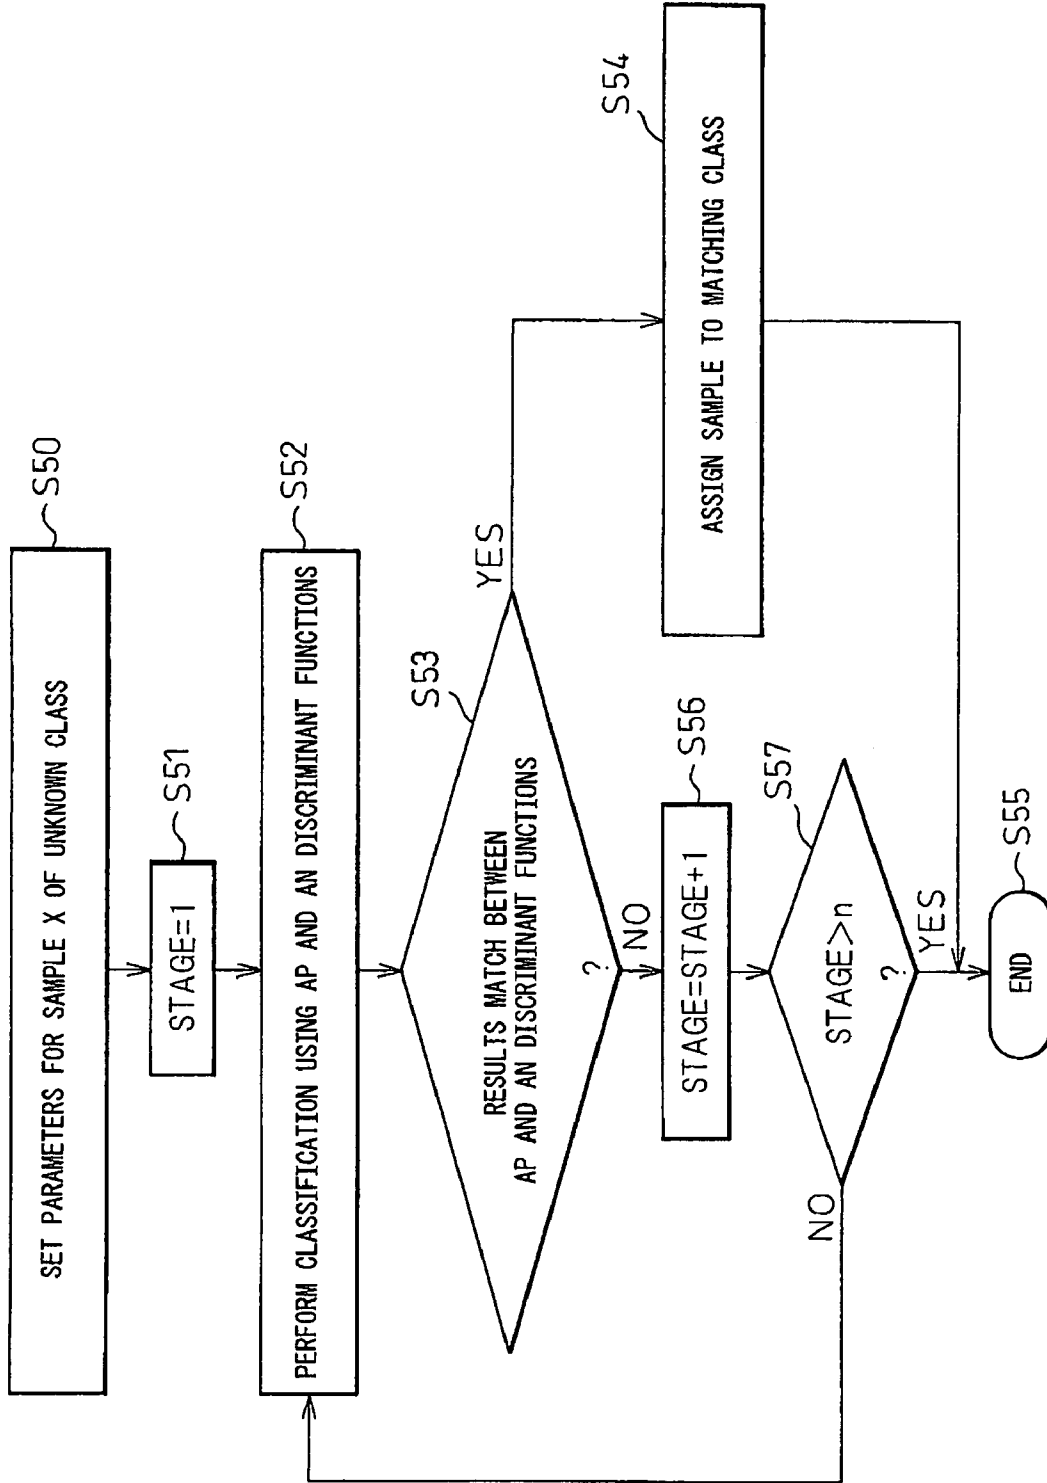 SET PARAMETERS FOR SAMPLE X OF UNKNOWN CLASS
S50
STAGE=1
S51
PERFORM CLASSIFICATION USING AP AND AN DISCRIMINANT FUNCTIONS
S52
RESULTS MATCH BETWEEN
AP AND AN DISCRIMINANT FUNCTIONS
?
S53
YES
NO
ASSIGN SAMPLE TO MATCHING CLASS
S54
STAGE=STAGE+1
S56
STAGE>n
?
S57
NO
YES
END
S55